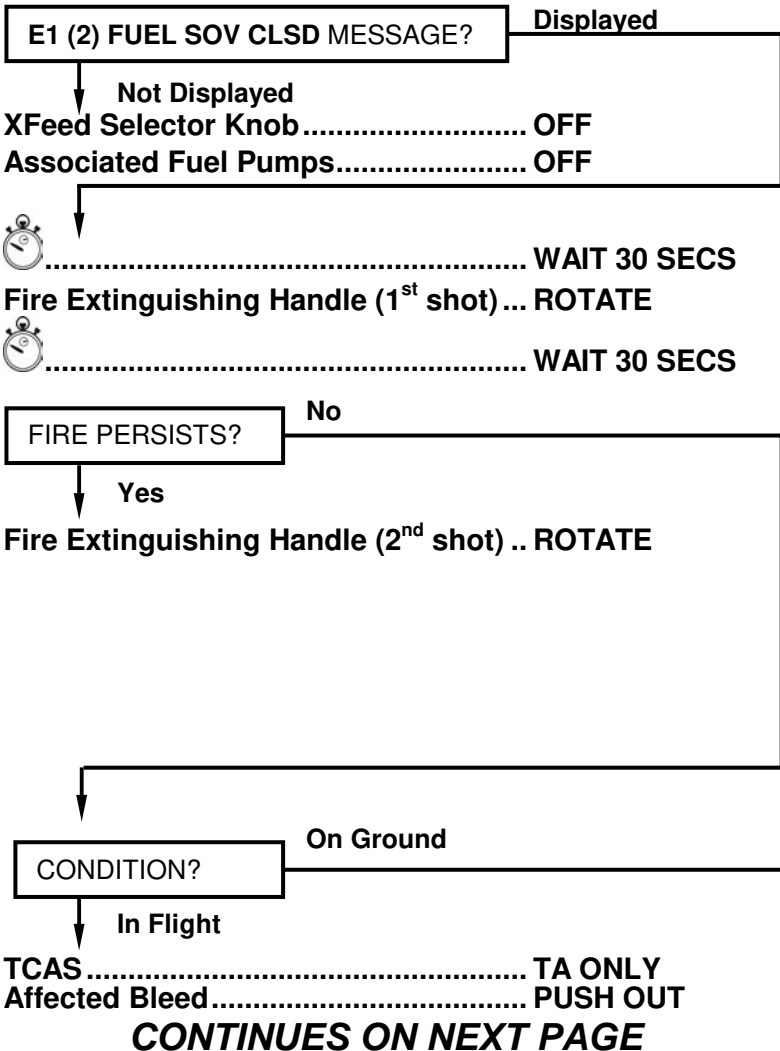 Displayed
E1 (2) FUEL SOV CLSD MESSAGE?
Not Displayed
XFeed Selector Knob........................... OFF
Associated Fuel Pumps....................... OFF
.......................................................... WAIT 30 SECS
Fire Extinguishing Handle (1st shot) ... ROTATE
.......................................................... WAIT 30 SECS
No
FIRE PERSISTS?
Yes
Fire Extinguishing Handle (2nd shot) .. ROTATE
On Ground
CONDITION?
In Flight
TCAS ..................................................... TA ONLY
Affected Bleed...................................... PUSH OUT
CONTINUES ON NEXT PAGE